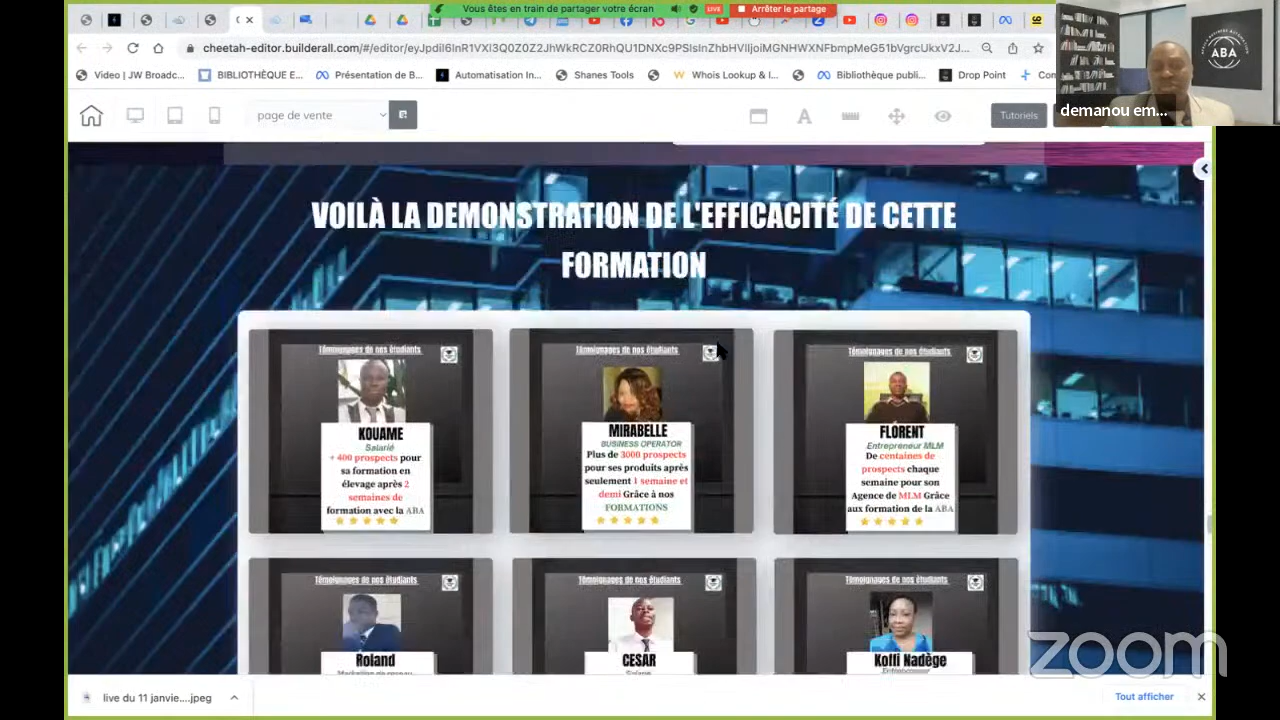 Vous êtes en train de partager votre écran
LIVE
Arrêter le partage
cheetah-editor.builderall.com/#/editor/eyJpdiI6InR1VXI3Q0Z0Z2JhWkRCZ0RhQU1DNXc9PSIsInZhbHVlIjoiMGNHWXNFbmpMeG51bVgrcUkxV2J...
Video | JW Broadc...
BIBLIOTHÈQUE E...
Présentation de B...
Automatisation In...
Shanes Tools
Whois Lookup & I...
Bibliothèque publi...
Drop Point
ABA
demanou em...
page de vente
Tutoriels
VOILÀ LA DEMONSTRATION DE L'EFFICACITÉ DE CETTE
FORMATION
Témoignages de nos étudiants
KOUAME
Salarié
+ 400 prospects pour
sa formation en
élevage après 2
semaines de
formation avec la ABA
Témoignages de nos étudiants
MIRABELLE
BUSINESS OPERATOR
Plus de 3000 prospects
pour ses produits après
seulement 1 semaine et
demi Grâce à nos
FORMATIONS
Témoignages de nos étudiants
FLORENT
Entrepreneur MLM
De centaines de
prospects chaque
semaine pour son
Agence de MLM Grâce
aux formation de la ABA
Témoignages de nos étudiants
Roland
Témoignages de nos étudiants
CESAR
Témoignages de nos étudiants
Koffi Nadège
zoom
live du 11 janvie....jpeg
Tout afficher